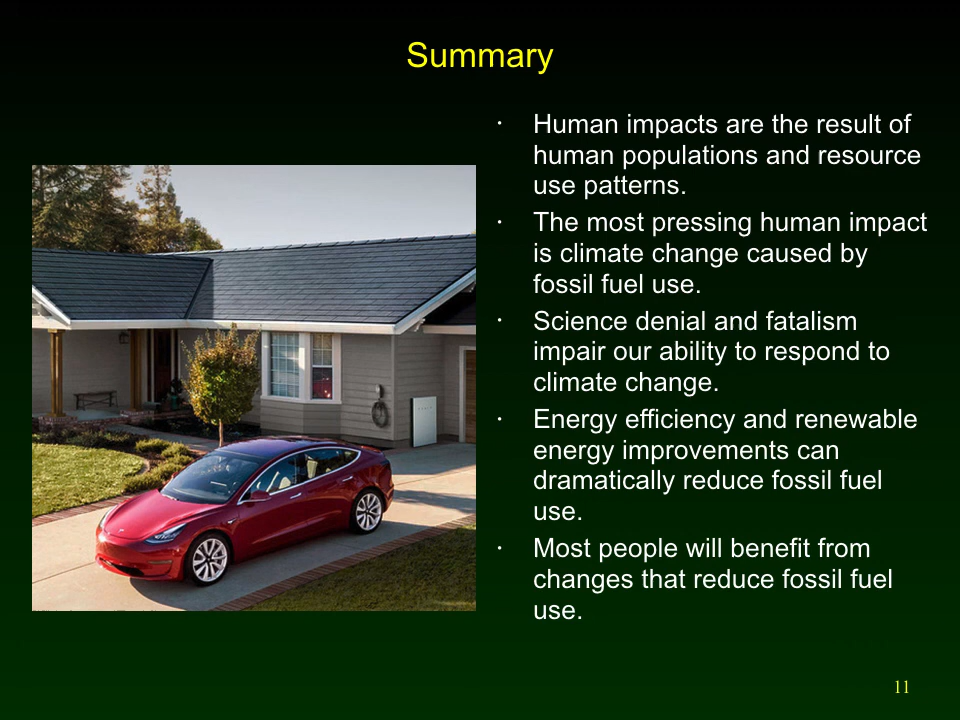 Summary
· Human impacts are the result of
human populations and resource
use patterns.
· The most pressing human impact
is climate change caused by
fossil fuel use.
· Science denial and fatalism
impair our ability to respond to
climate change.
· Energy efficiency and renewable
energy improvements can
dramatically reduce fossil fuel
use.
· Most people will benefit from
changes that reduce fossil fuel
use.
11